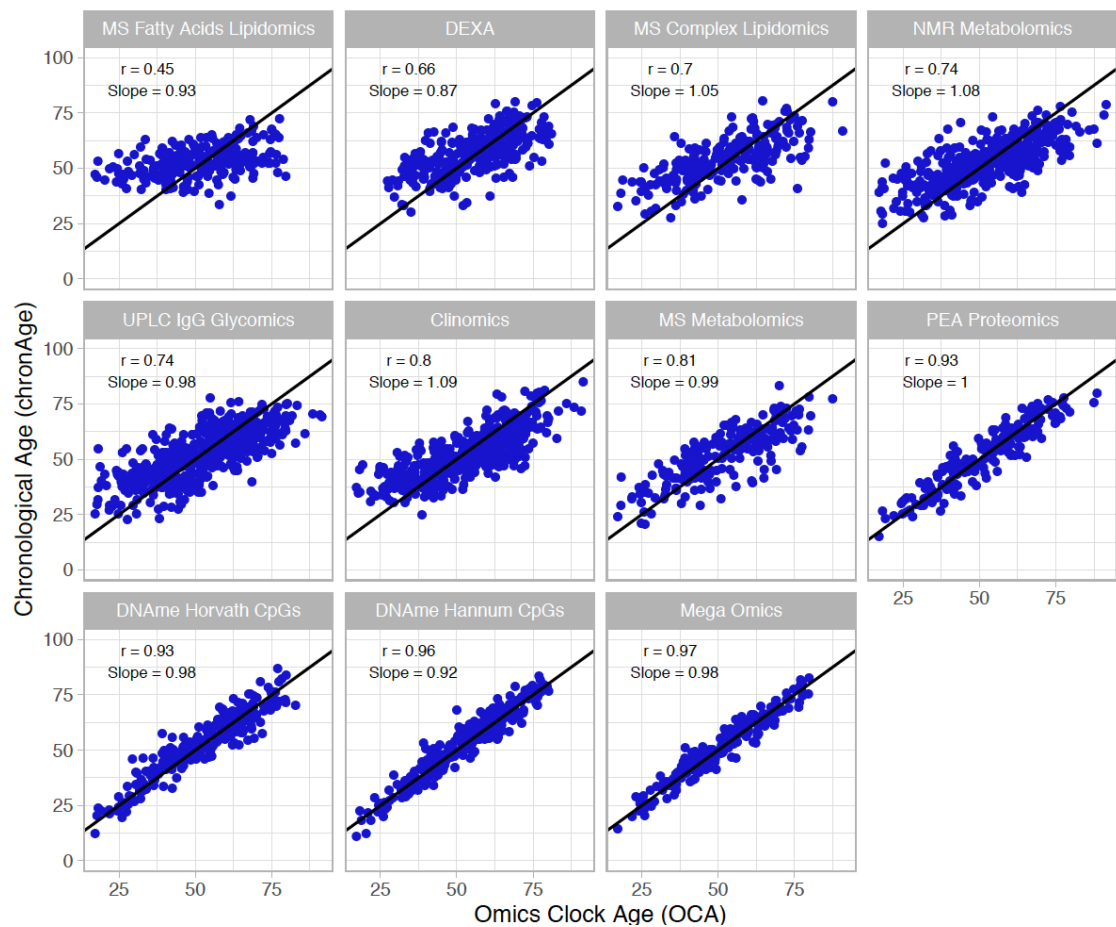 MS Fatty Acids Lipidomics
r = 0.45
Slope = 0.93
DEXA
r = 0.66
Slope = 0.87
MS Complex Lipidomics
r = 0.7
Slope = 1.05
NMR Metabolomics
r = 0.74
Slope = 1.08
100
75
50
25
0
UPLC IgG Glycomics
r = 0.74
Slope = 0.98
Clinomics
r = 0.8
Slope = 1.09
MS Metabolomics
r = 0.81
Slope = 0.99
PEA Proteomics
r = 0.93
Slope = 1
100
75
50
25
0
25 50 75
DNAme Horvath CpGs
r = 0.93
Slope = 0.98
DNAme Hannum CpGs
r = 0.96
Slope = 0.92
Mega Omics
r = 0.97
Slope = 0.98
100
75
50
25
0
25 50 75
25 50 75
25 50 75
Chronological Age (chronAge)
Omics Clock Age (OCA)